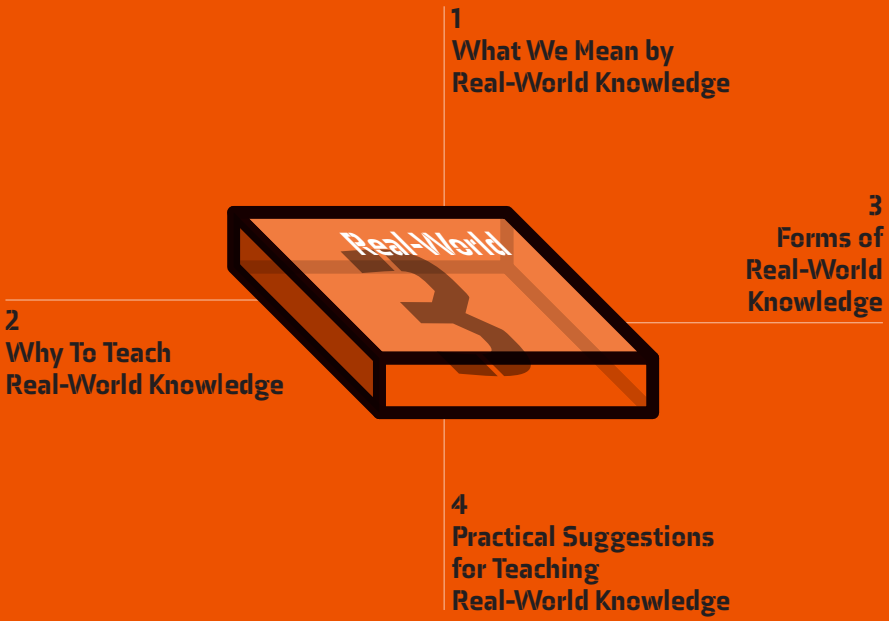 1
What We Mean by
Real-World Knowledge
Real-World
3
3
Forms of
Real-World
Knowledge
2
Why To Teach
Real-World Knowledge
4
Practical Suggestions
for Teaching
Real-World Knowledge